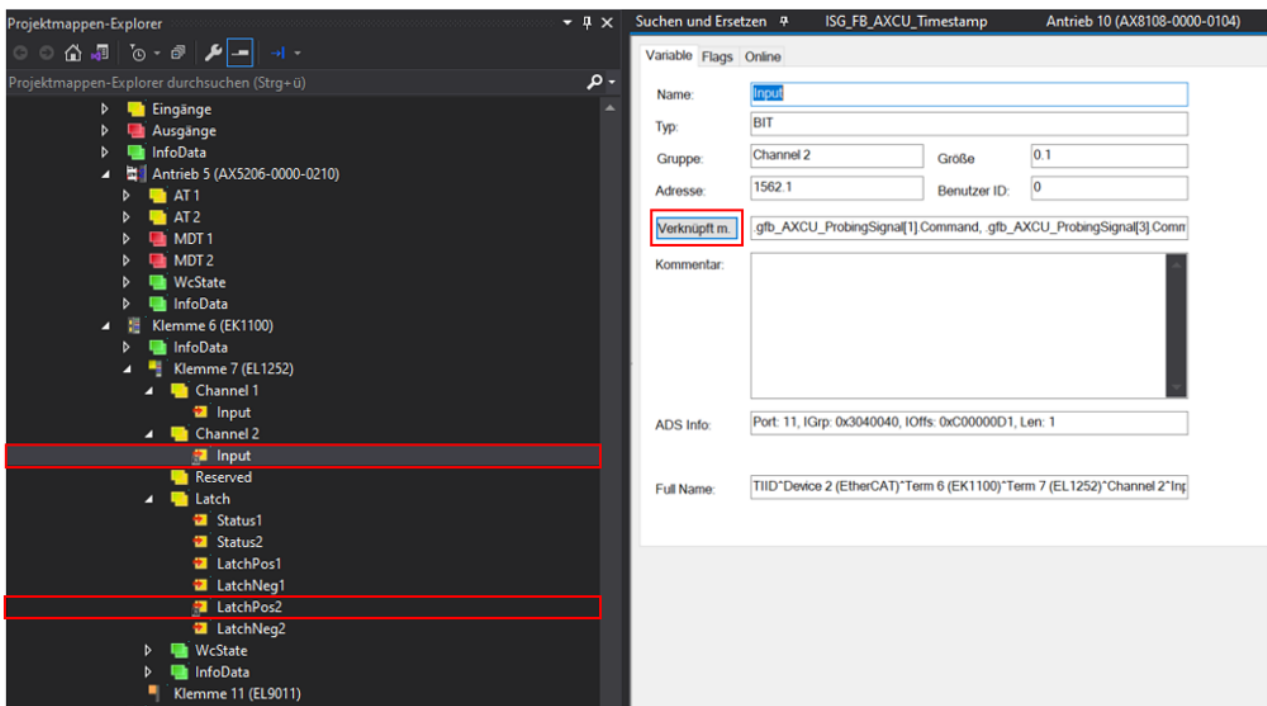 Projektmappen-Explorer
Projektmappen-Explorer durchsuchen (Strg+ü)
Eingänge
Ausgänge
InfoData
Antrieb 5 (AX5206-0000-0210)
AT 1
AT 2
MDT 1
MDT 2
WcState
InfoData
Klemme 6 (EK1100)
InfoData
Klemme 7 (EL1252)
Channel 1
Input
Channel 2
Input
Reserved
Latch
Status1
Status2
LatchPos1
LatchNeg1
LatchPos2
LatchNeg2
WcState
InfoData
Klemme 11 (EL9011)
Suchen und Ersetzen ISG_FB_AXCU_Timestamp Antrieb 10 (AX8108-0000-0104)
Variable Flags Online
Name: Input
Typ: BIT
Gruppe: Channel 2 Größe 0.1
Adresse: 1562.1 Benutzer ID: 0
Verknüpft m. .gfb_AXCU_ProbingSignal[1].Command, .gfb_AXCU_ProbingSignal[3].Comm
Kommentar:
ADS Info: Port: 11, IGrp: 0x3040040, IOffs: 0xC00000D1, Len: 1
Full Name: TIID^Device 2 (EtherCAT)^Term 6 (EK1100)^Term 7 (EL1252)^Channel 2^Inp